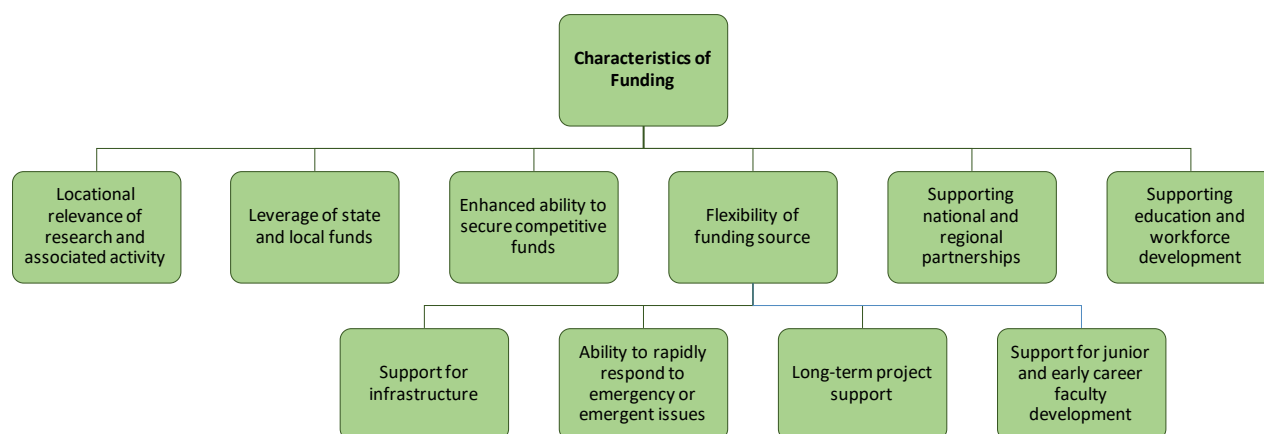 Characteristics of
Funding
Locational
relevance of
research and
associated activity
Leverage of state
and local funds
Enhanced ability to
secure competitive
funds
Flexibility of
funding source
Supporting
national and
regional
partnerships
Supporting
education and
workforce
development
Support for
infrastructure
Ability to rapidly
respond to
emergency or
emergent issues
Long-term project
support
Support for junior
and early career
faculty
development